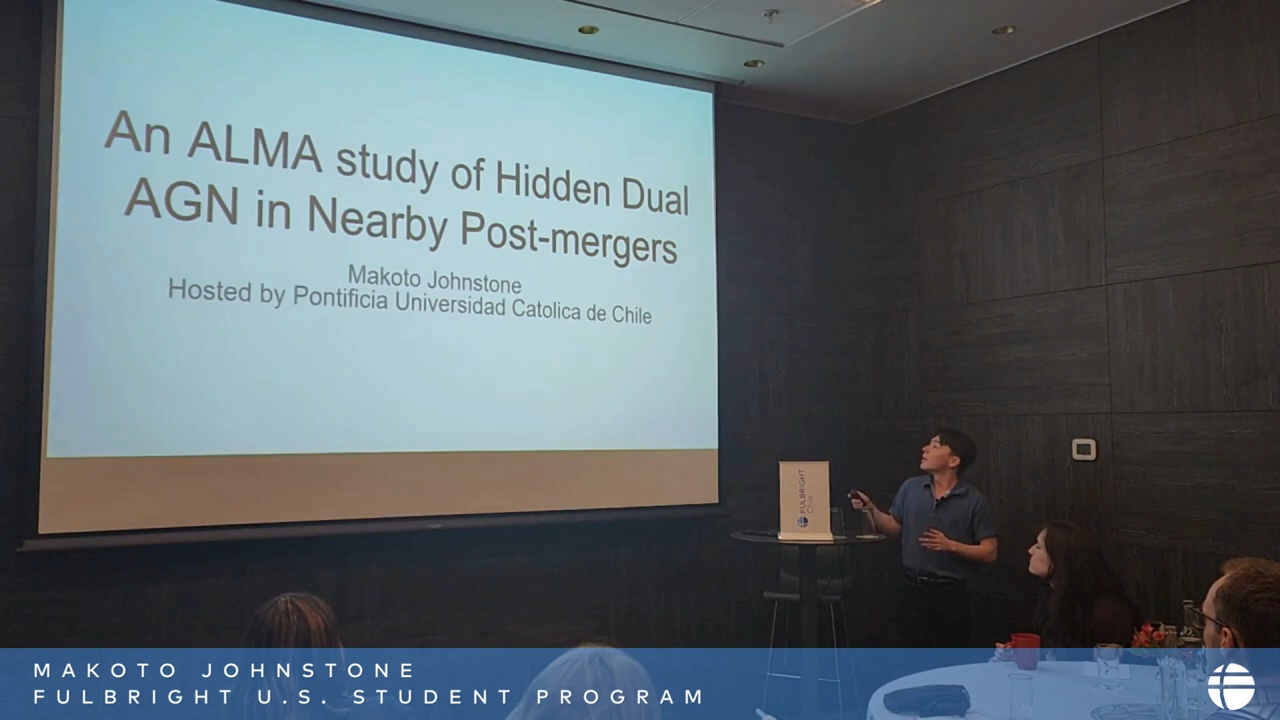 An ALMA study of Hidden Dual
AGN in Nearby Post-mergers
Makoto Johnstone
Hosted by Pontificia Universidad Catolica de Chile
FULBRIGHT
Chile
MAKOTO JOHNSTONE
FULBRIGHT U.S. STUDENT PROGRAM